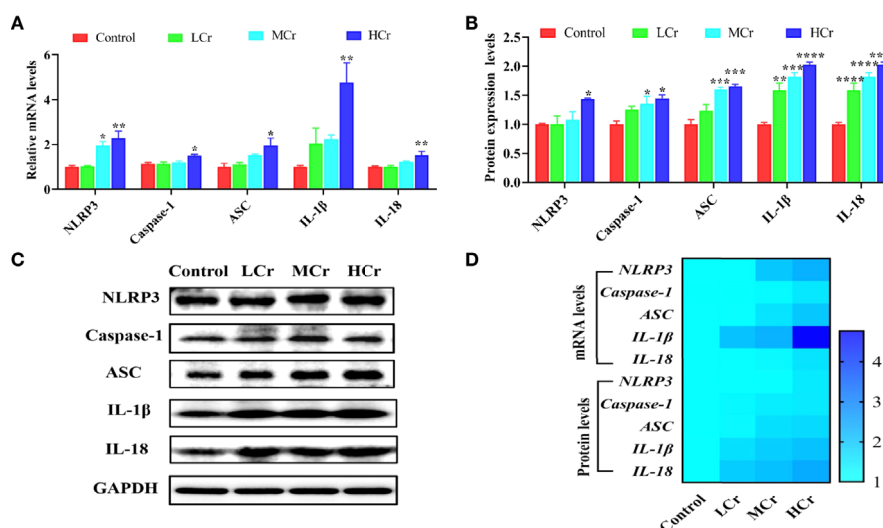 A
Control LCr MCr HCr
Relative mRNA levels
6
4
2
0
* ** * * ** **
NLRP3 Caspase-1 ASC IL-1β IL-18
B
Control LCr MCr HCr
Protein expression levels
2.5
2.0
1.5
1.0
0.5
0.0
* * * *** *** ** *** **** **** **** **
NLRP3 Caspase-1 ASC IL-1β IL-18
C
Control LCr MCr HCr
NLRP3
Caspase-1
ASC
IL-1β
IL-18
GAPDH
D
mRNA levels
NLRP3
Caspase-1
ASC
IL-1β
IL-18
Protein levels
NLRP3
Caspase-1
ASC
IL-1β
IL-18
Control LCr MCr HCr
4
3
2
1